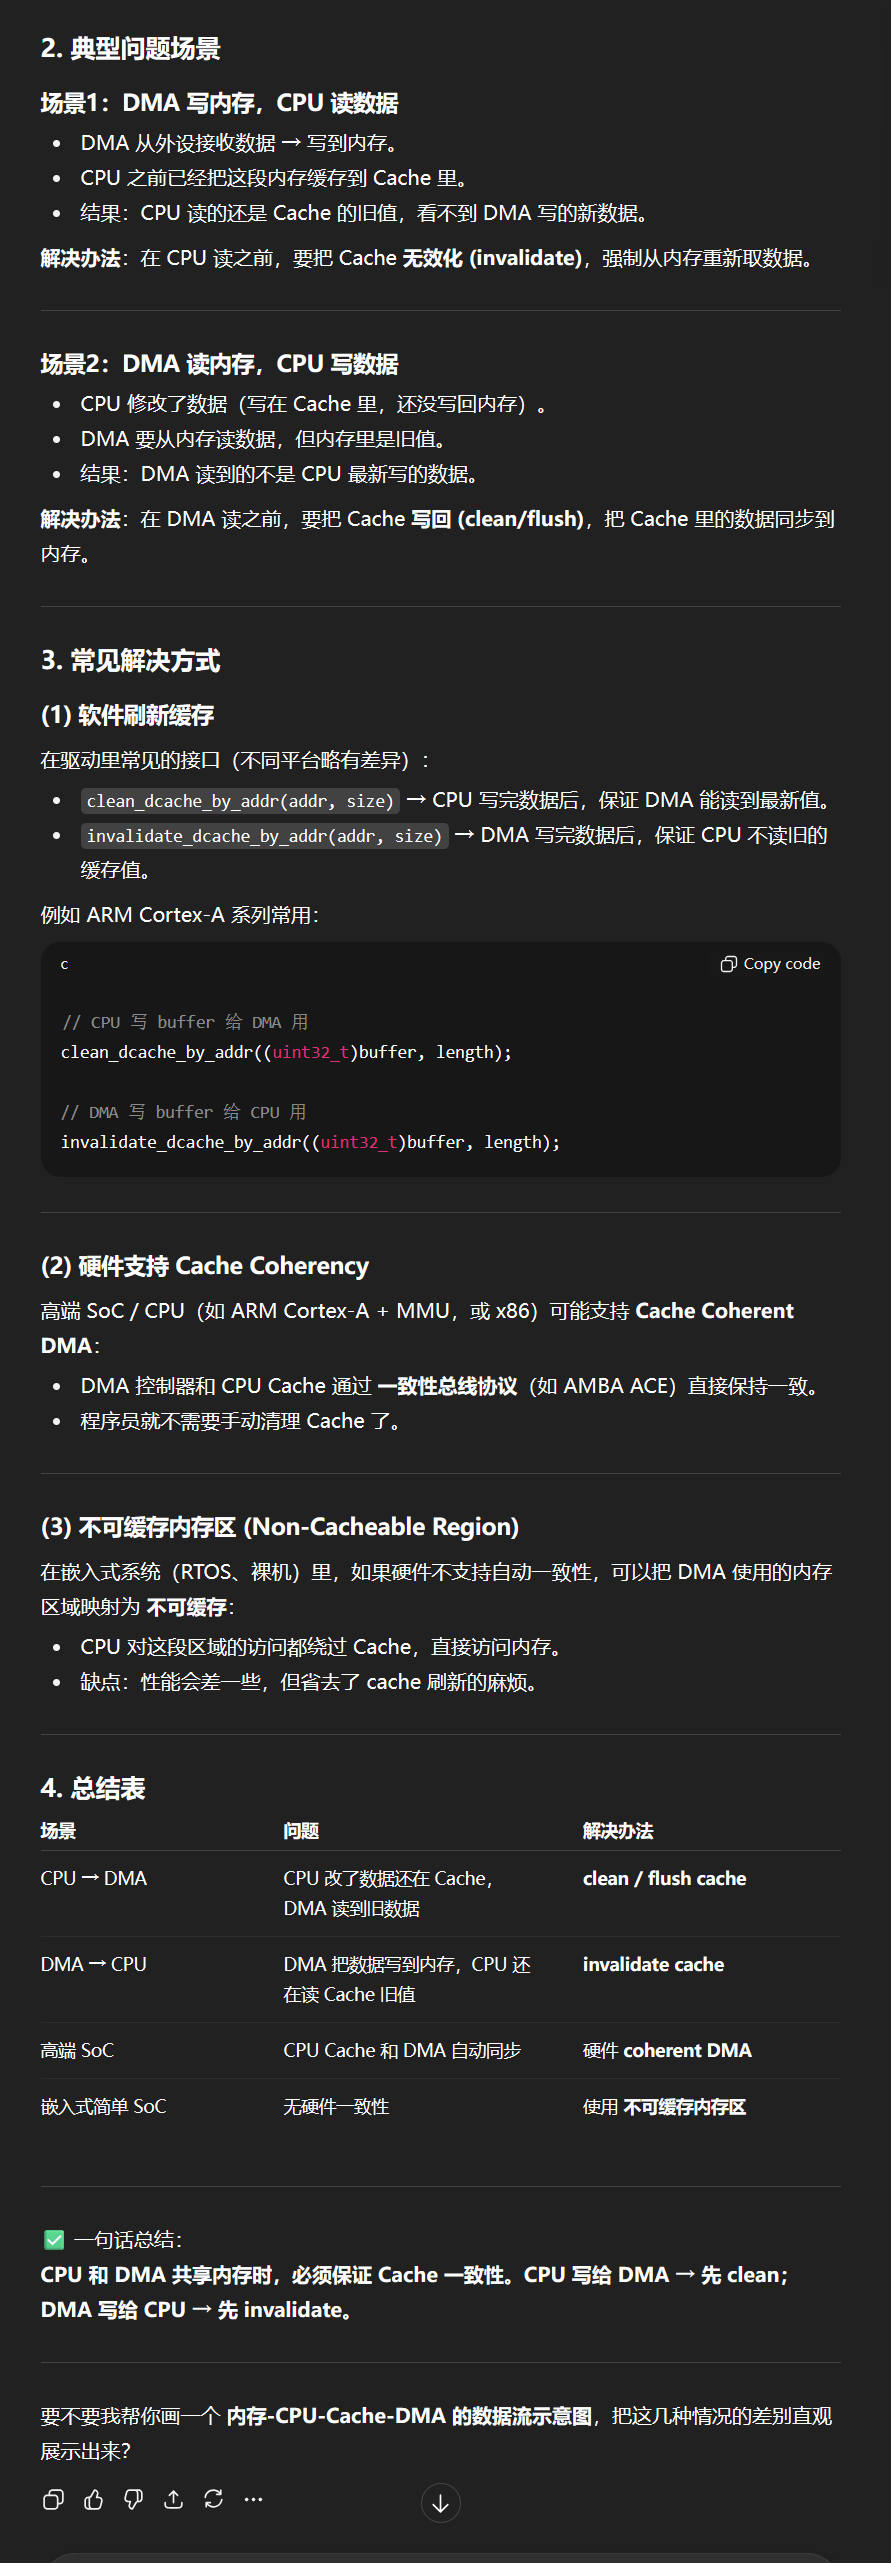 2. 典型问题场景
场景1：DMA 写内存，CPU 读数据
• DMA 从外设接收数据 → 写到内存。
• CPU 之前已经把这段内存缓存到 Cache 里。
• 结果：CPU 读的还是 Cache 的旧值，看不到 DMA 写的新数据。
解决办法：在 CPU 读之前，要把 Cache 无效化 (invalidate)，强制从内存重新取数据。
场景2：DMA 读内存，CPU 写数据
• CPU 修改了数据（写在 Cache 里，还没写回内存）。
• DMA 要从内存读数据，但内存里是旧值。
• 结果：DMA 读到的不是 CPU 最新写的数据。
解决办法：在 DMA 读之前，要把 Cache 写回 (clean/flush)，把 Cache 里的数据同步到
内存。
3. 常见解决方式
(1) 软件刷新缓存
在驱动里常见的接口（不同平台略有差异）：
• clean_dcache_by_addr(addr, size) → CPU 写完数据后，保证 DMA 能读到最新值。
• invalidate_dcache_by_addr(addr, size) → DMA 写完数据后，保证 CPU 不读旧的
缓存值。
例如 ARM Cortex-A 系列常用：
c
Copy code
// CPU 写 buffer 给 DMA 用
clean_dcache_by_addr((uint32_t)buffer, length);
// DMA 写 buffer 给 CPU 用
invalidate_dcache_by_addr((uint32_t)buffer, length);
(2) 硬件支持 Cache Coherency
高端 SoC / CPU（如 ARM Cortex-A + MMU，或 x86）可能支持 Cache Coherent
DMA：
• DMA 控制器和 CPU Cache 通过 一致性总线协议（如 AMBA ACE）直接保持一致。
• 程序员就不需要手动清理 Cache 了。
(3) 不可缓存内存区 (Non-Cacheable Region)
在嵌入式系统（RTOS、裸机）里，如果硬件不支持自动一致性，可以把 DMA 使用的内存
区域映射为 不可缓存：
• CPU 对这段区域的访问都绕过 Cache，直接访问内存。
• 缺点：性能会差一些，但省去了 cache 刷新的麻烦。
4. 总结表
场景 问题 解决办法
CPU → DMA CPU 改了数据还在 Cache， clean / flush cache
DMA 读到旧数据
DMA → CPU DMA 把数据写到内存，CPU 还 invalidate cache
在读 Cache 旧值
高端 SoC CPU Cache 和 DMA 自动同步 硬件 coherent DMA
嵌入式简单 SoC 无硬件一致性 使用 不可缓存内存区
✅ 一句话总结：
CPU 和 DMA 共享内存时，必须保证 Cache 一致性。CPU 写给 DMA → 先 clean；
DMA 写给 CPU → 先 invalidate。
要不要我帮你画一个 内存-CPU-Cache-DMA 的数据流示意图，把这几种情况的差别直观
展示出来？